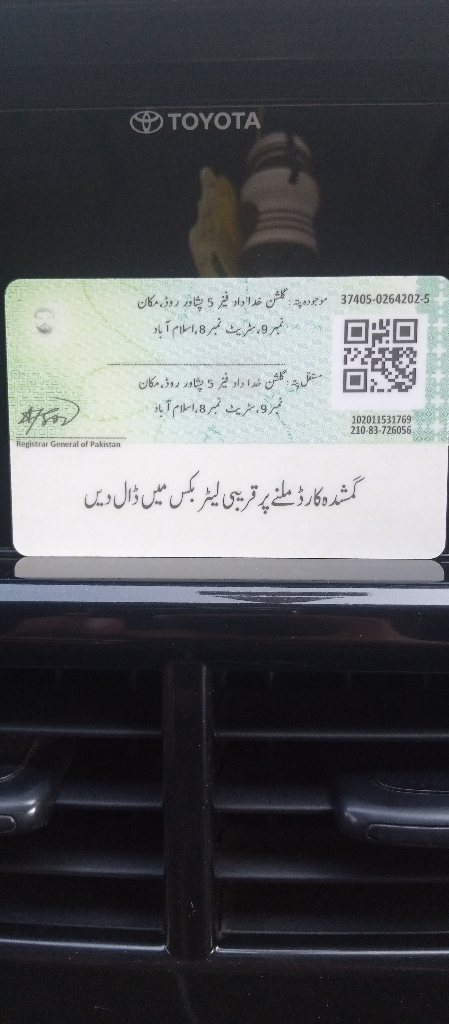 TOYOTA
موجودہ پتہ: گلشن خداداد فیز 5 پشاور روڈ، مکان
37405-0264202-5
نمبر 9، سٹریٹ نمبر 8، اسلام آباد
مستقل پتہ: گلشن خداداد فیز 5 پشاور روڈ، مکان
نمبر 9، سٹریٹ نمبر 8، اسلام آباد
102011531769
210-83-726056
Registrar General of Pakistan
گمشدہ کارڈ ملنے پر قریبی لیٹر بکس میں ڈال دیں